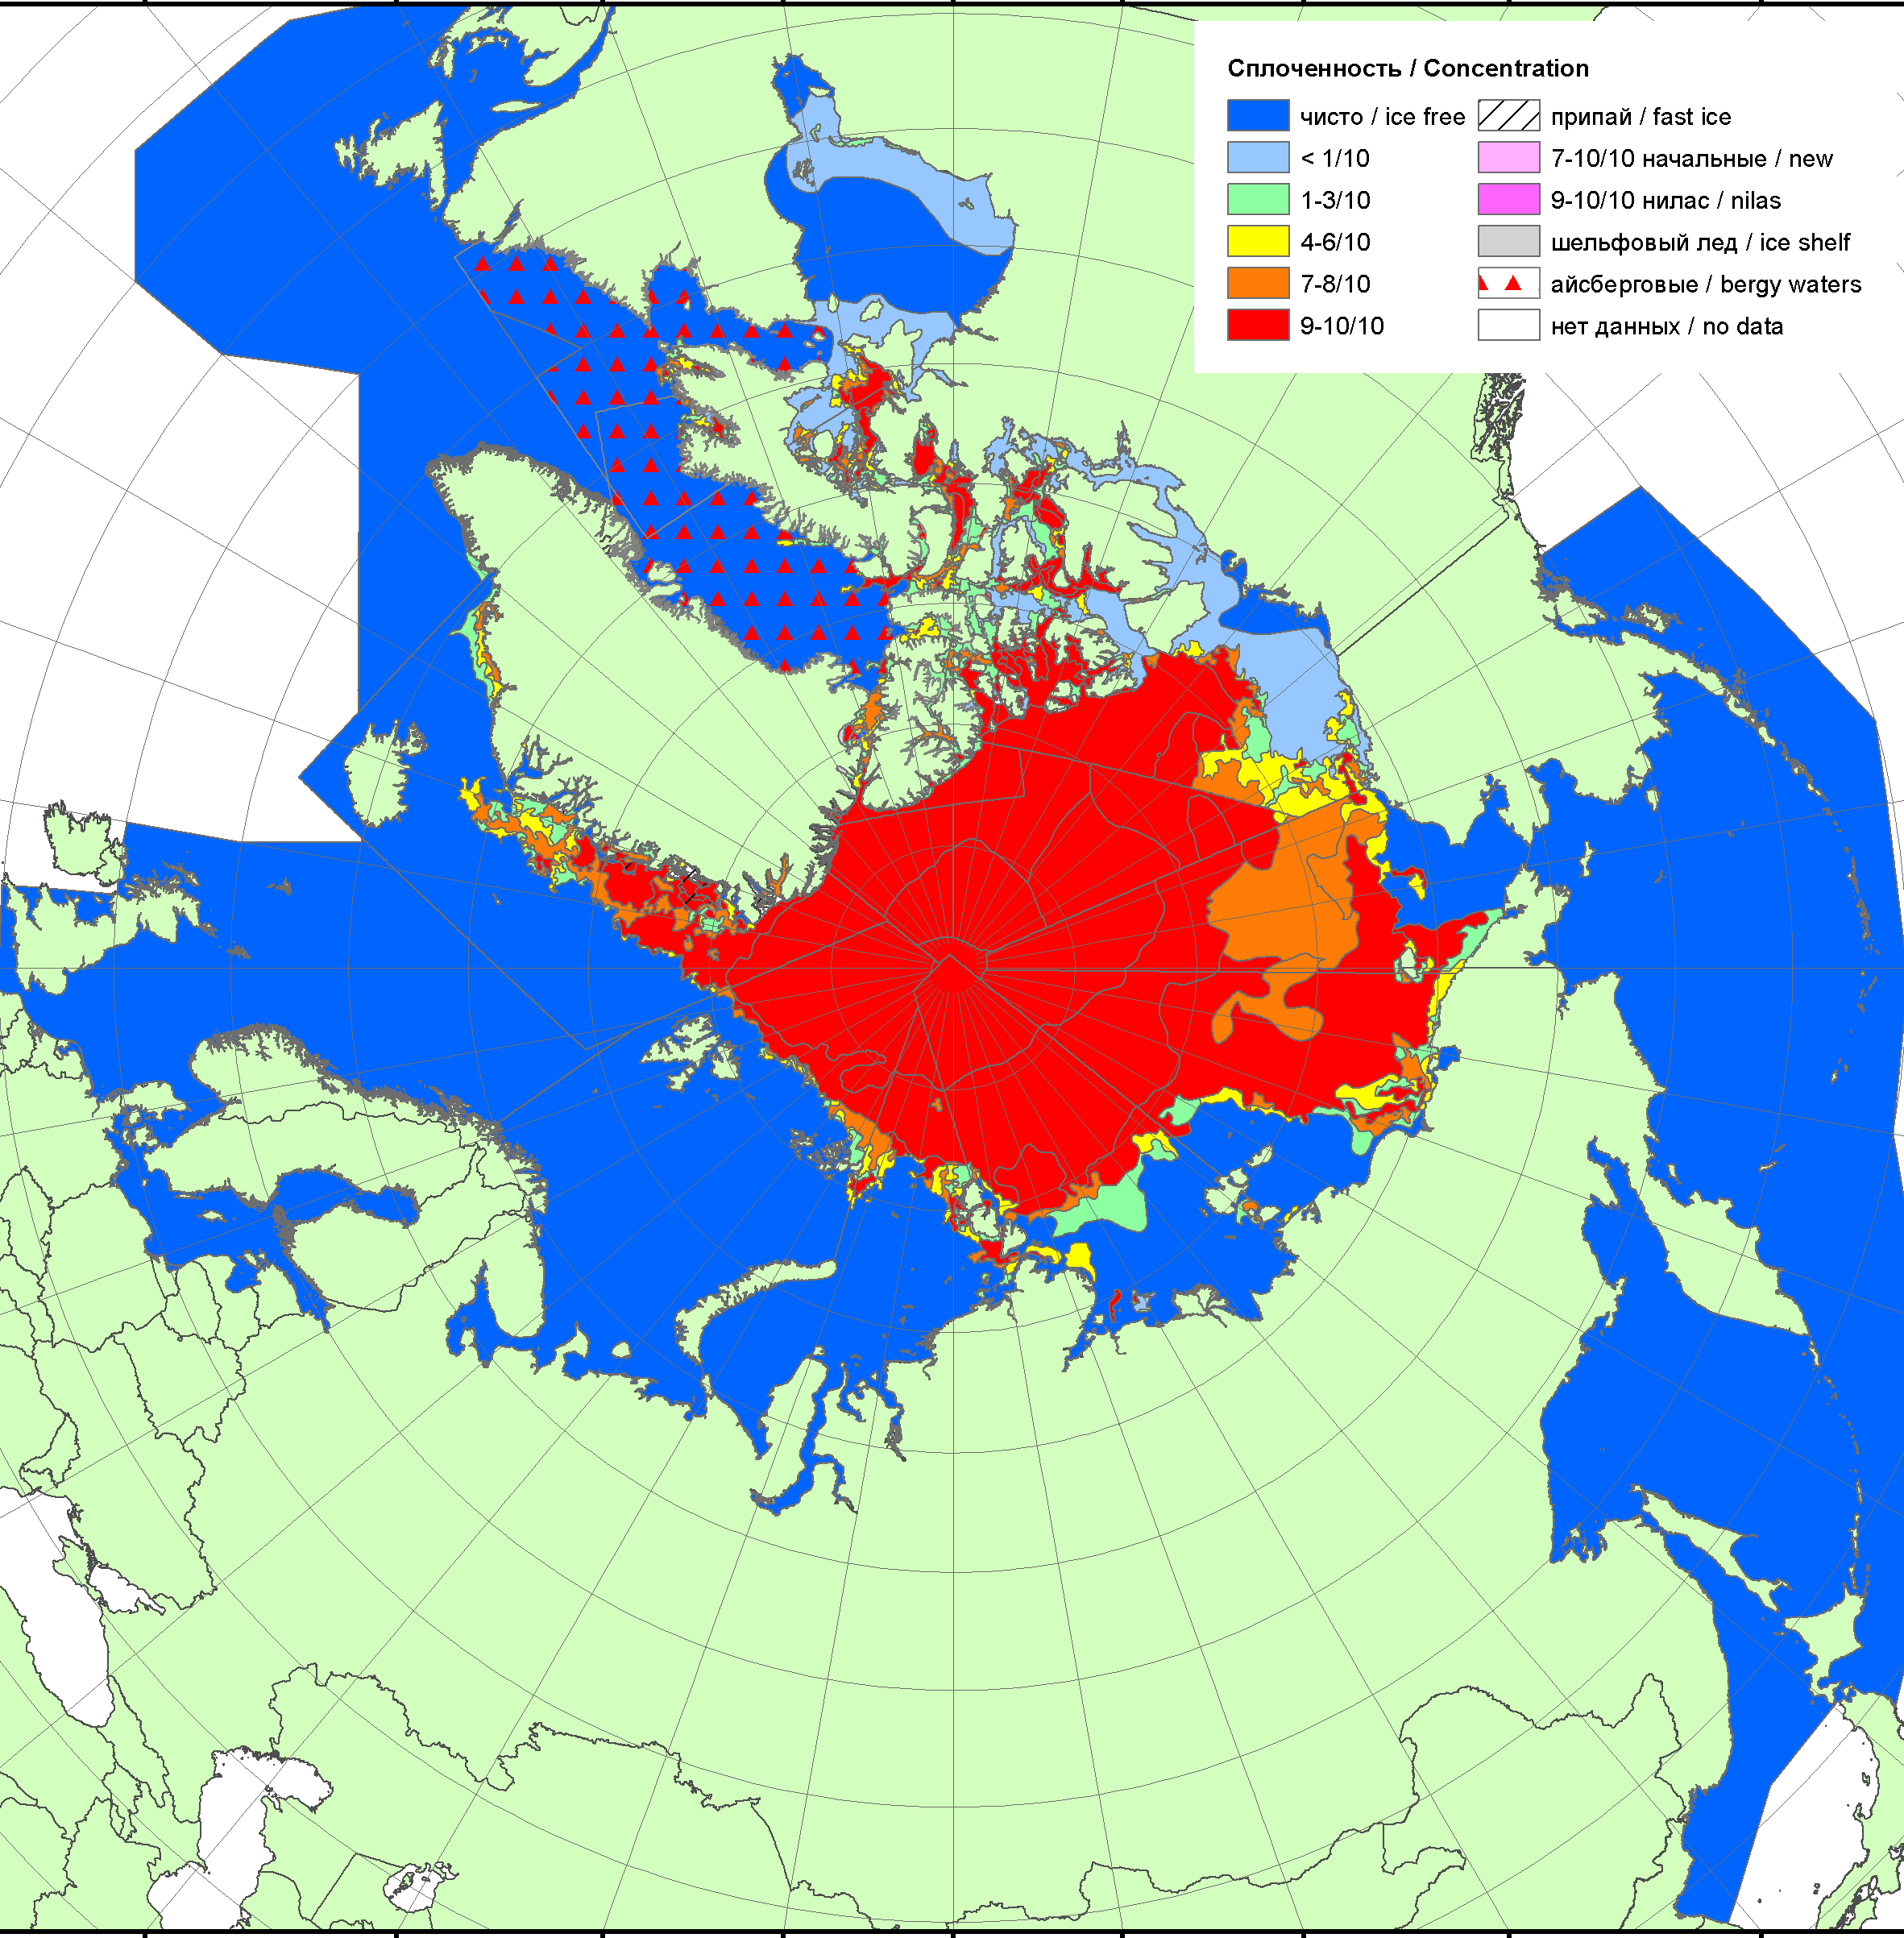 Сплоченность / Concentration
чисто / ice free
< 1/10
1-3/10
4-6/10
7-8/10
9-10/10
припай / fast ice
7-10/10 начальные / new
9-10/10 нилас / nilas
шельфовый лед / ice shelf
айсберговые / bergy waters
нет данных / no data